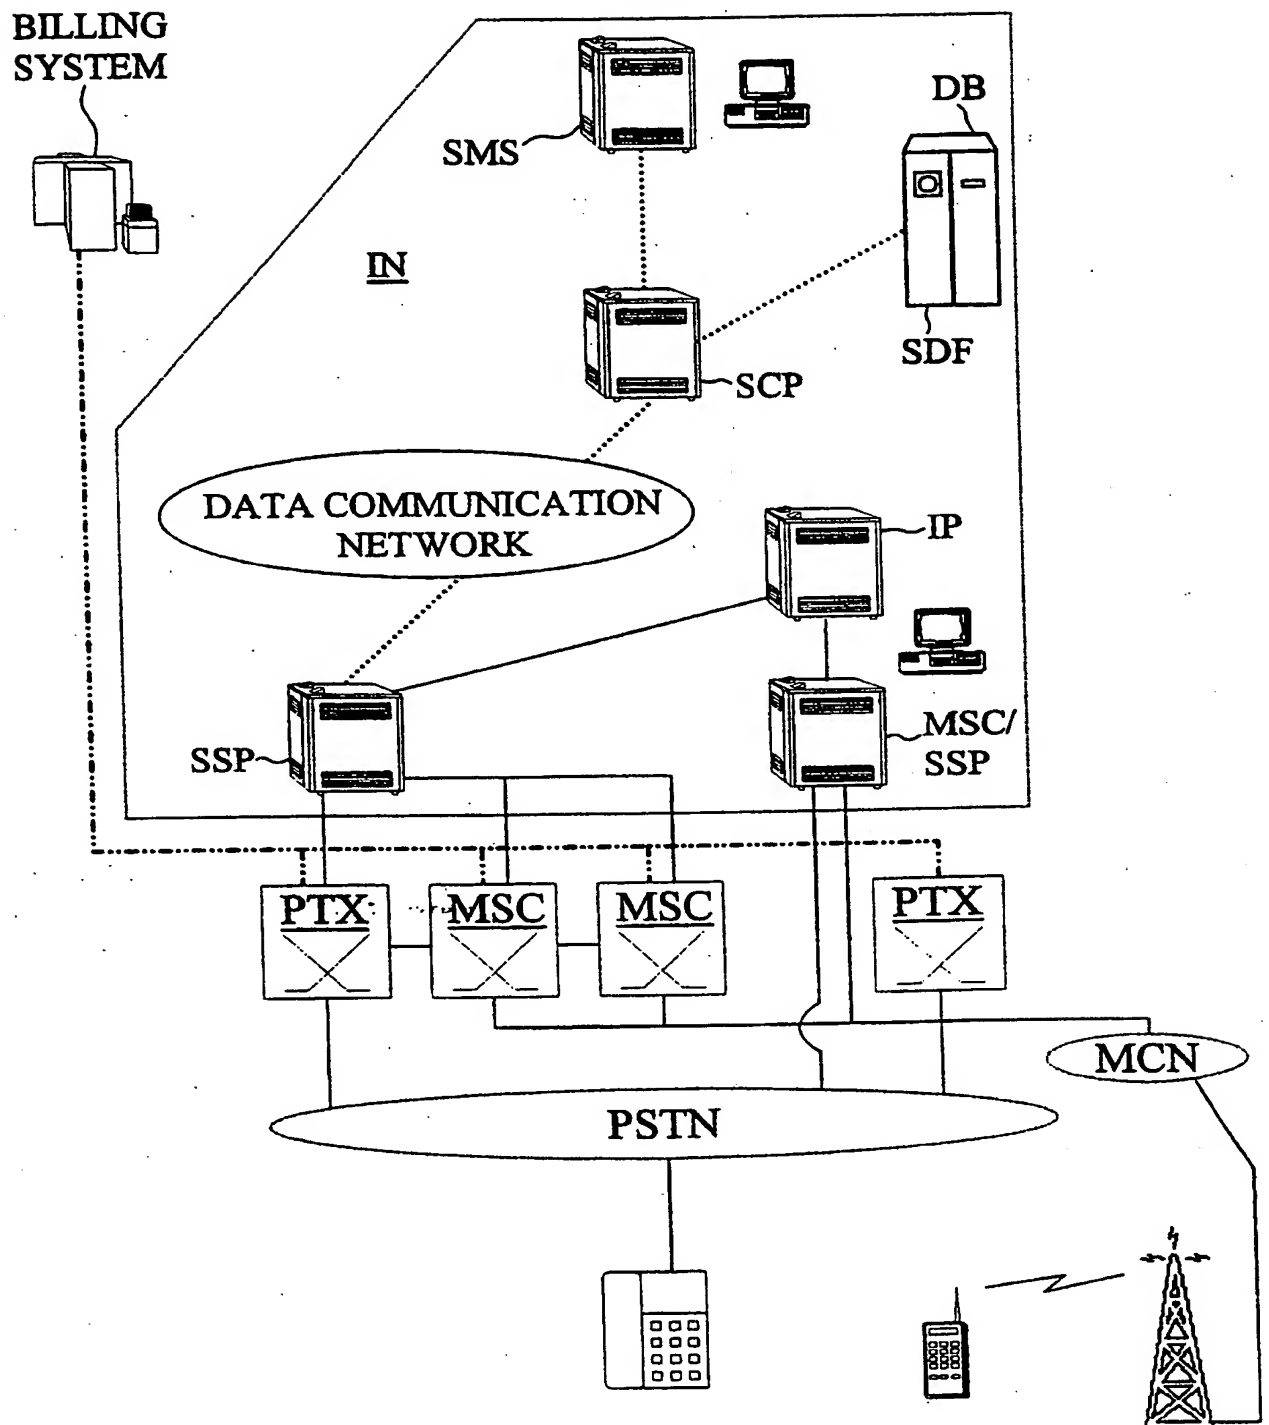 BILLING
SYSTEM
SMS
DB
IN
SDF
SCP
DATA COMMUNICATION
NETWORK
IP
SSP
MSC/
SSP
PTX
MSC
MSC
PTX
MCN
PSTN